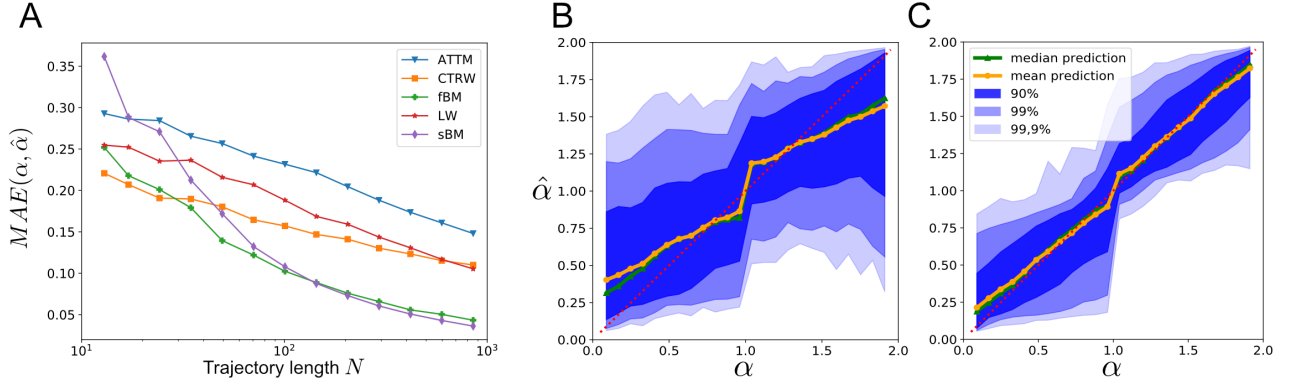 A
MAE(α, α̂)
0.35
0.30
0.25
0.20
0.15
0.10
0.05
ATTM
CTRW
fBM
LW
sBM
10¹
10²
10³
Trajectory length N
B
α̂
2.00
1.75
1.50
1.25
1.00
0.75
0.50
0.25
0.00
0.0
0.5
1.0
1.5
2.0
α
C
2.00
1.75
1.50
1.25
1.00
0.75
0.50
0.25
0.00
median prediction
mean prediction
90%
99%
99,9%
0.0
0.5
1.0
1.5
2.0
α